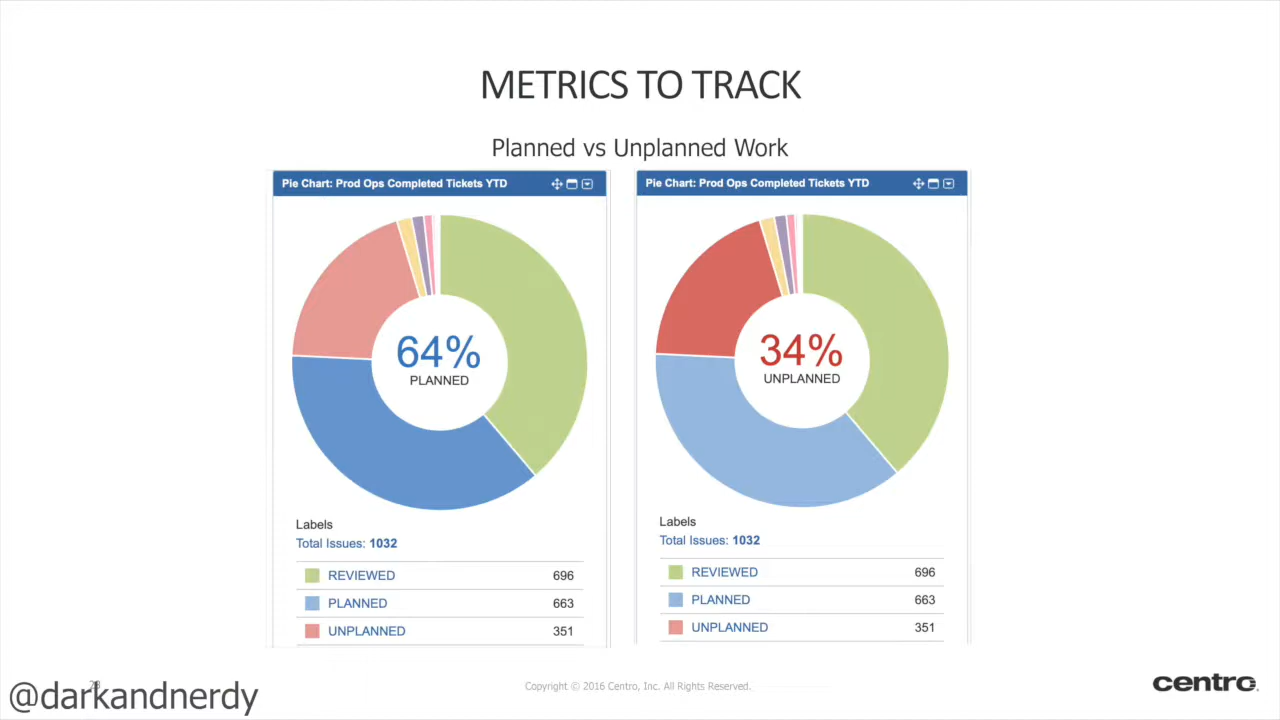 METRICS TO TRACK
Planned vs Unplanned Work
Pie Chart: Prod Ops Completed Tickets YTD
64%
PLANNED
Labels
Total Issues: 1032
REVIEWED 696
PLANNED 663
UNPLANNED 351
Pie Chart: Prod Ops Completed Tickets YTD
34%
UNPLANNED
Labels
Total Issues: 1032
REVIEWED 696
PLANNED 663
UNPLANNED 351
@darkandnerdy
Copyright © 2016 Centro, Inc. All Rights Reserved.
centro